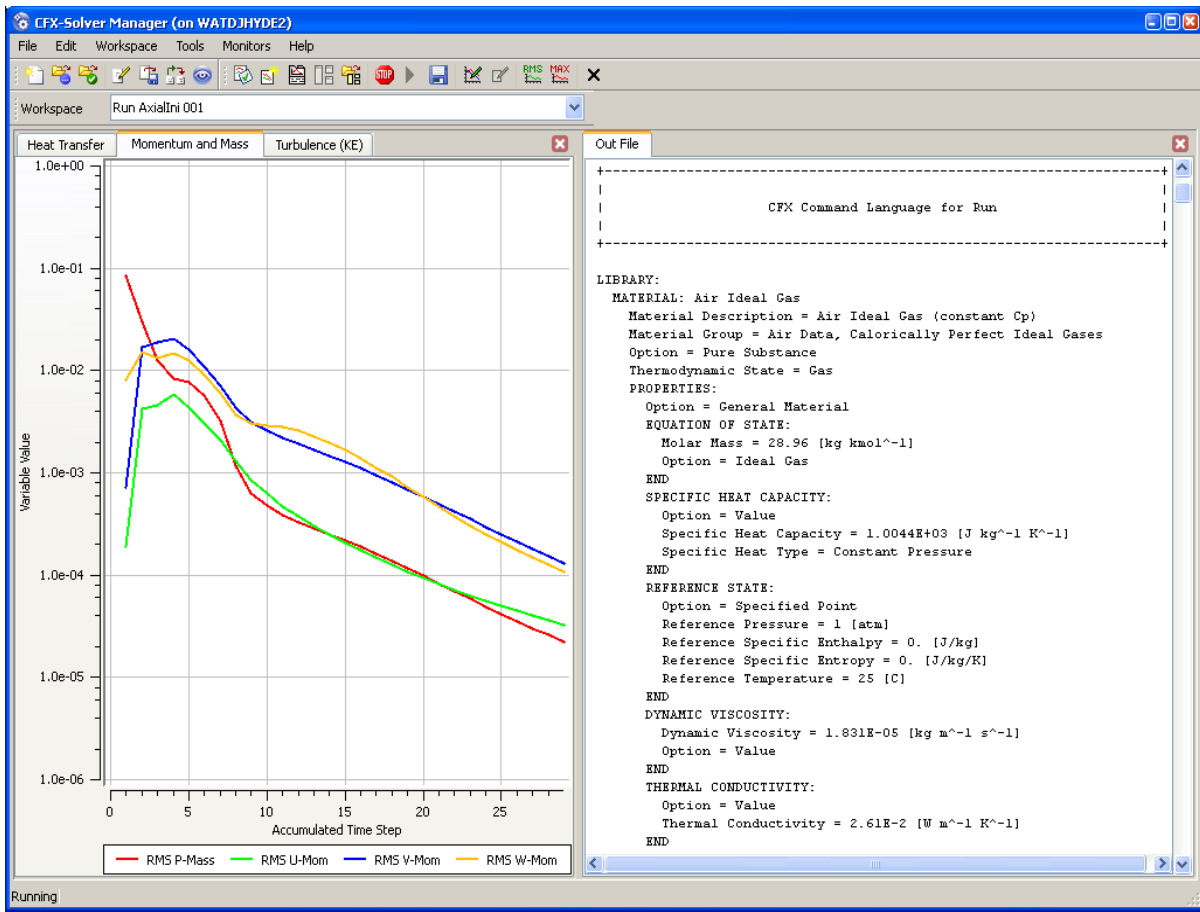 CFX-Solver Manager (on WATDJHYDE2)
File Edit Workspace Tools Monitors Help
STOP RMS MAX
Workspace Run AxialIni 001
Heat Transfer Momentum and Mass Turbulence (KE)
1.0e+00
1.0e-01
1.0e-02
1.0e-03
1.0e-04
1.0e-05
1.0e-06
Variable Value
0 5 10 15 20 25
Accumulated Time Step
RMS P-Mass RMS U-Mom RMS V-Mom RMS W-Mom
Out File
+--------------------------------------------------------------------+
| |
| CFX Command Language for Run |
| |
+--------------------------------------------------------------------+
LIBRARY:
MATERIAL: Air Ideal Gas
Material Description = Air Ideal Gas (constant Cp)
Material Group = Air Data, Calorically Perfect Ideal Gases
Option = Pure Substance
Thermodynamic State = Gas
PROPERTIES:
Option = General Material
EQUATION OF STATE:
Molar Mass = 28.96 [kg kmol^-1]
Option = Ideal Gas
END
SPECIFIC HEAT CAPACITY:
Option = Value
Specific Heat Capacity = 1.0044E+03 [J kg^-1 K^-1]
Specific Heat Type = Constant Pressure
END
REFERENCE STATE:
Option = Specified Point
Reference Pressure = 1 [atm]
Reference Specific Enthalpy = 0. [J/kg]
Reference Specific Entropy = 0. [J/kg/K]
Reference Temperature = 25 [C]
END
DYNAMIC VISCOSITY:
Dynamic Viscosity = 1.831E-05 [kg m^-1 s^-1]
Option = Value
END
THERMAL CONDUCTIVITY:
Option = Value
Thermal Conductivity = 2.61E-2 [W m^-1 K^-1]
END
Running